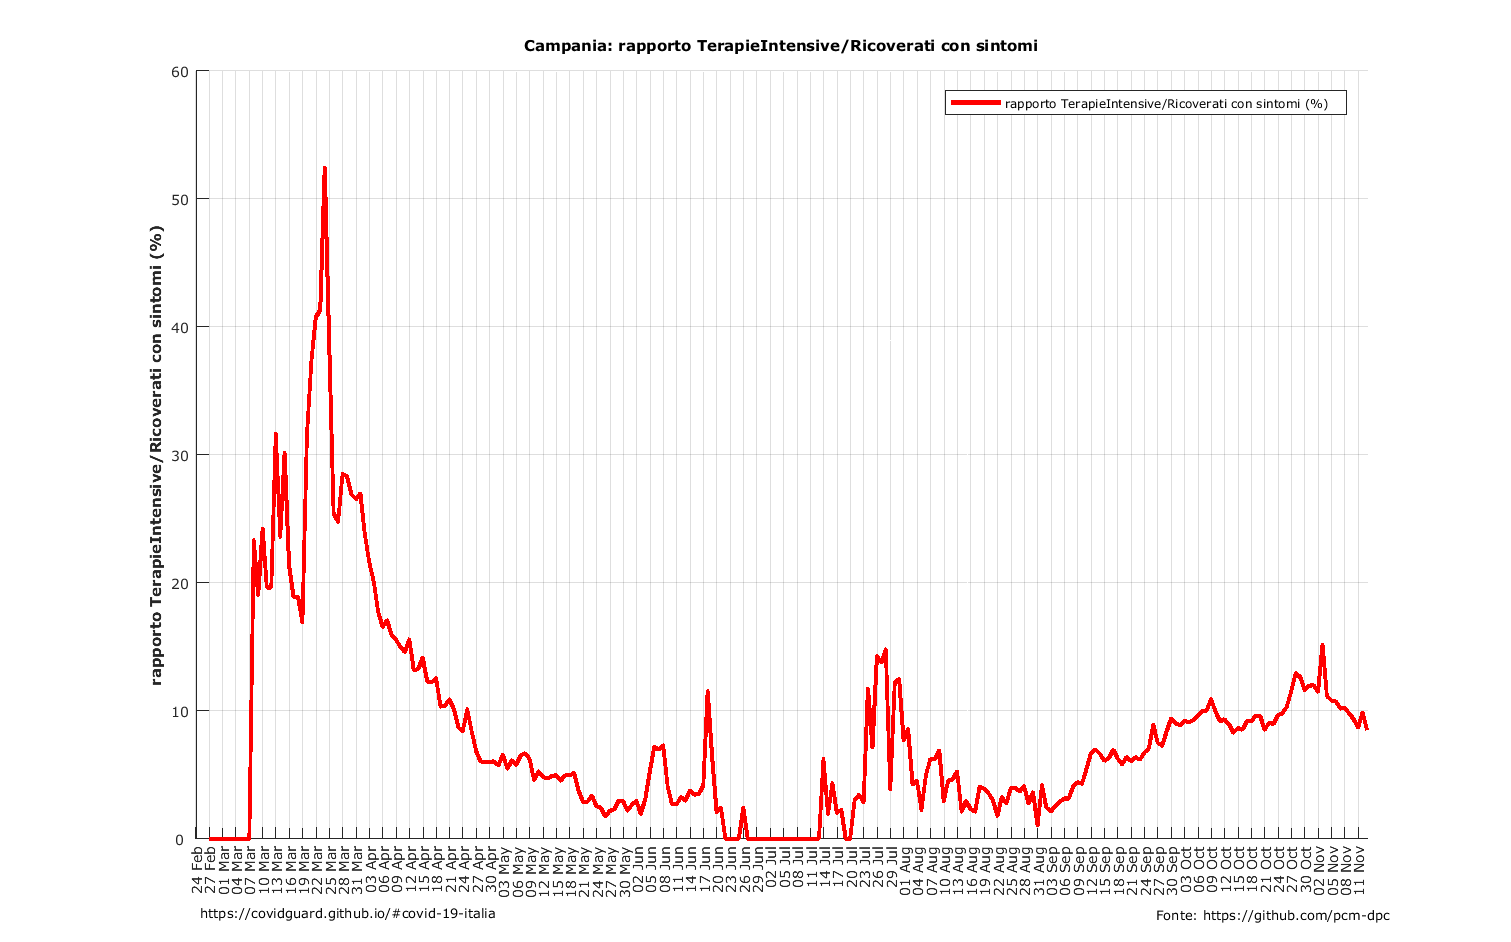 Campania: rapporto TerapieIntensive/Ricoverati con sintomi
rapporto TerapieIntensive/Ricoverati con sintomi (%)
rapporto TerapieIntensive/Ricoverati con sintomi (%)
60
50
40
30
20
10
0
24 Feb
27 Feb
01 Mar
04 Mar
07 Mar
10 Mar
13 Mar
16 Mar
19 Mar
22 Mar
25 Mar
28 Mar
31 Mar
03 Apr
06 Apr
09 Apr
12 Apr
15 Apr
18 Apr
21 Apr
24 Apr
27 Apr
30 Apr
03 May
06 May
09 May
12 May
15 May
18 May
21 May
24 May
27 May
30 May
02 Jun
05 Jun
08 Jun
11 Jun
14 Jun
17 Jun
20 Jun
23 Jun
26 Jun
29 Jun
02 Jul
05 Jul
08 Jul
11 Jul
14 Jul
17 Jul
20 Jul
23 Jul
26 Jul
29 Jul
01 Aug
04 Aug
07 Aug
10 Aug
13 Aug
16 Aug
19 Aug
22 Aug
25 Aug
28 Aug
31 Aug
03 Sep
06 Sep
09 Sep
12 Sep
15 Sep
18 Sep
21 Sep
24 Sep
27 Sep
30 Sep
03 Oct
06 Oct
09 Oct
12 Oct
15 Oct
18 Oct
21 Oct
24 Oct
27 Oct
30 Oct
02 Nov
05 Nov
08 Nov
11 Nov
https://covidguard.github.io/#covid-19-italia
Fonte: https://github.com/pcm-dpc